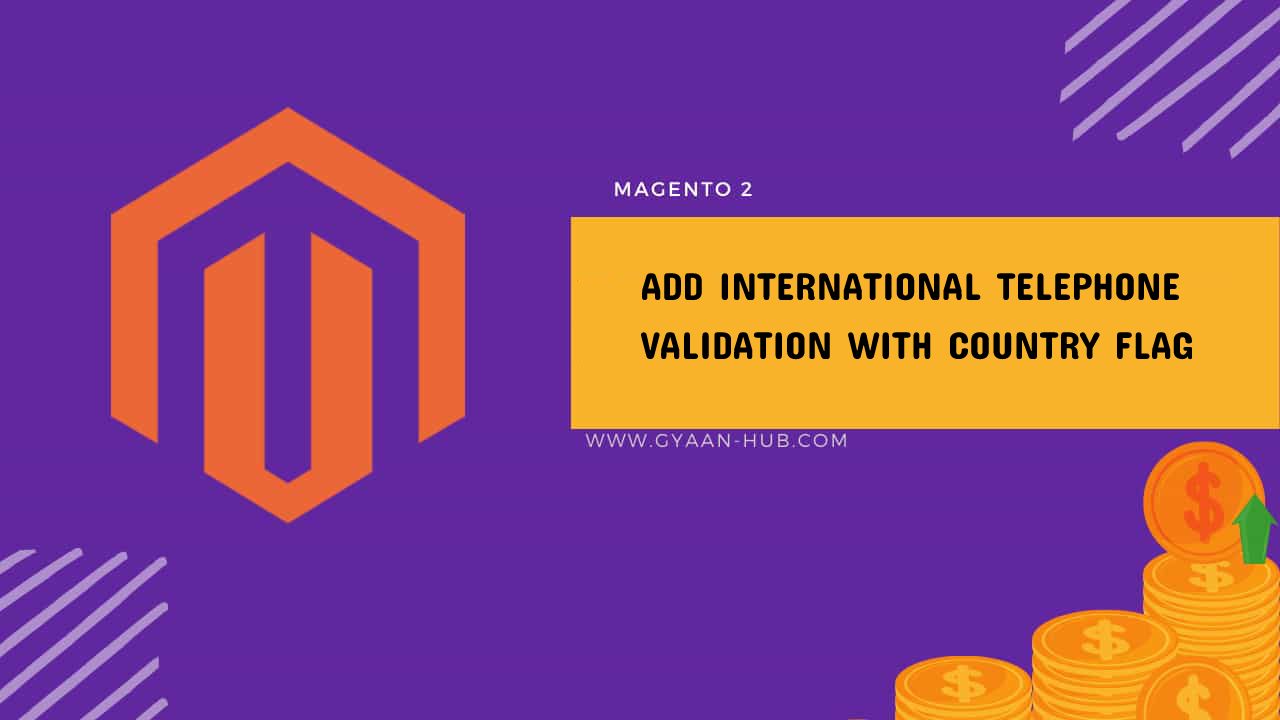 MAGENTO 2
ADD INTERNATIONAL TELEPHONE
VALIDATION WITH COUNTRY FLAG
WWW.GYAAN-HUB.COM